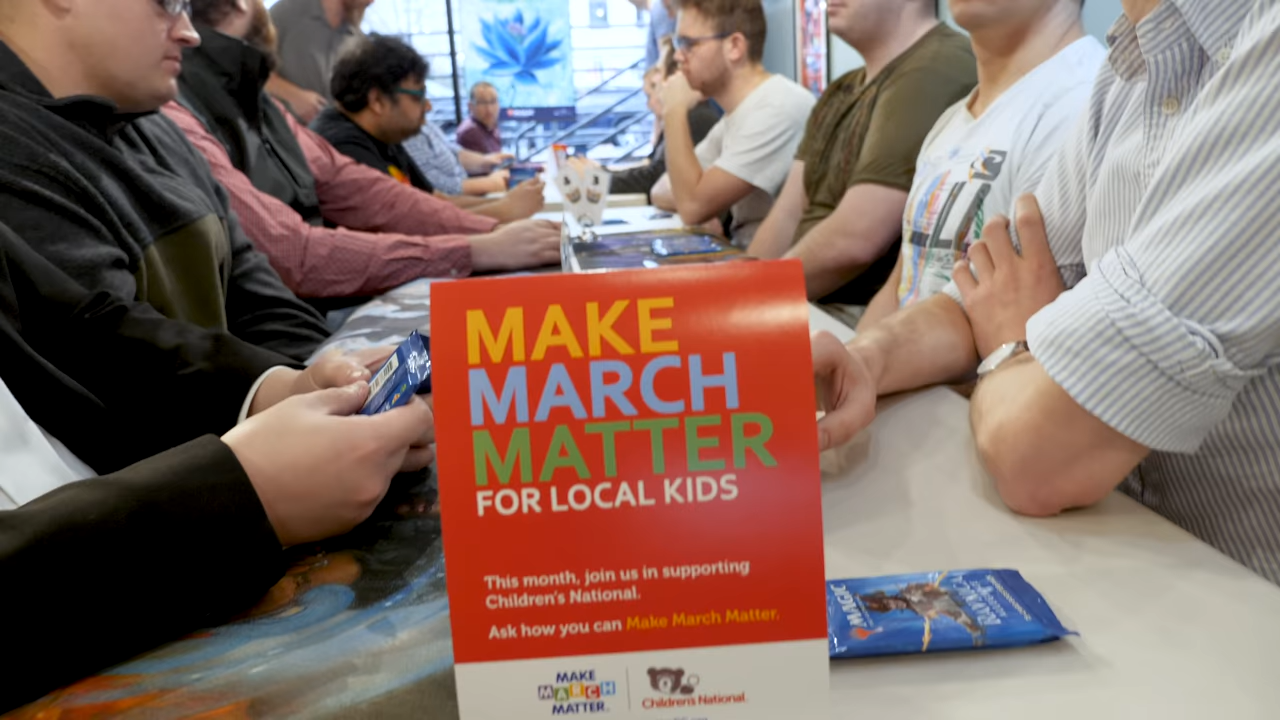 MAKE
MARCH
MATTER
FOR LOCAL KIDS
This month, join us in supporting
Children's National.
Ask how you can Make March Matter.
MAKE
MARCH
MATTER
Children's National
MAGIC